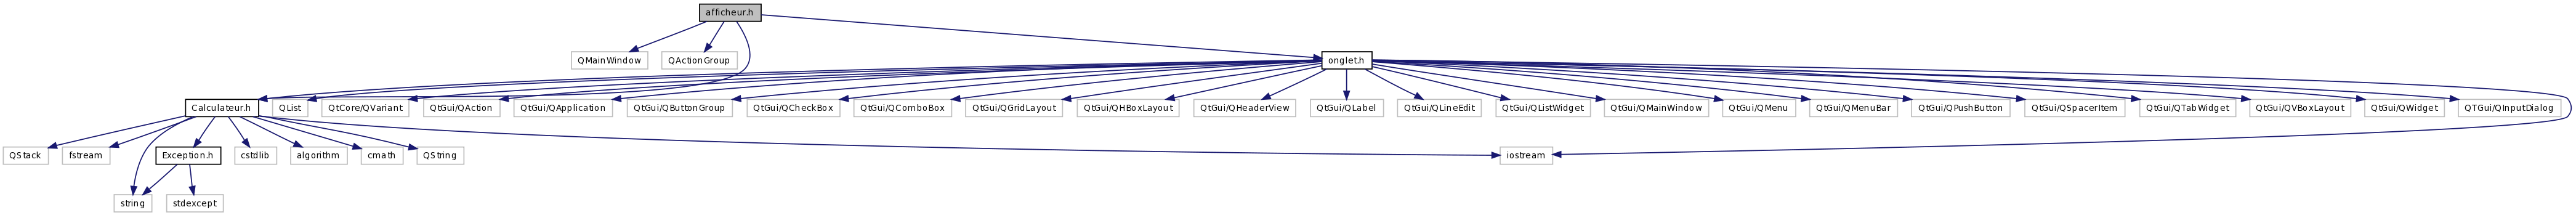 afficheur.h
QMainWindow
QActionGroup
onglet.h
Calculateur.h
QList
QtCore/QVariant
QtGui/QAction
QtGui/QApplication
QtGui/QButtonGroup
QtGui/QCheckBox
QtGui/QComboBox
QtGui/QGridLayout
QtGui/QHBoxLayout
QtGui/QHeaderView
QtGui/QLabel
QtGui/QLineEdit
QtGui/QListWidget
QtGui/QMainWindow
QtGui/QMenu
QtGui/QMenuBar
QtGui/QPushButton
QtGui/QSpacerItem
QtGui/QTabWidget
QtGui/QVBoxLayout
QtGui/QWidget
QTGui/QInputDialog
QStack
fstream
Exception.h
cstdlib
algorithm
cmath
QString
iostream
string
stdexcept